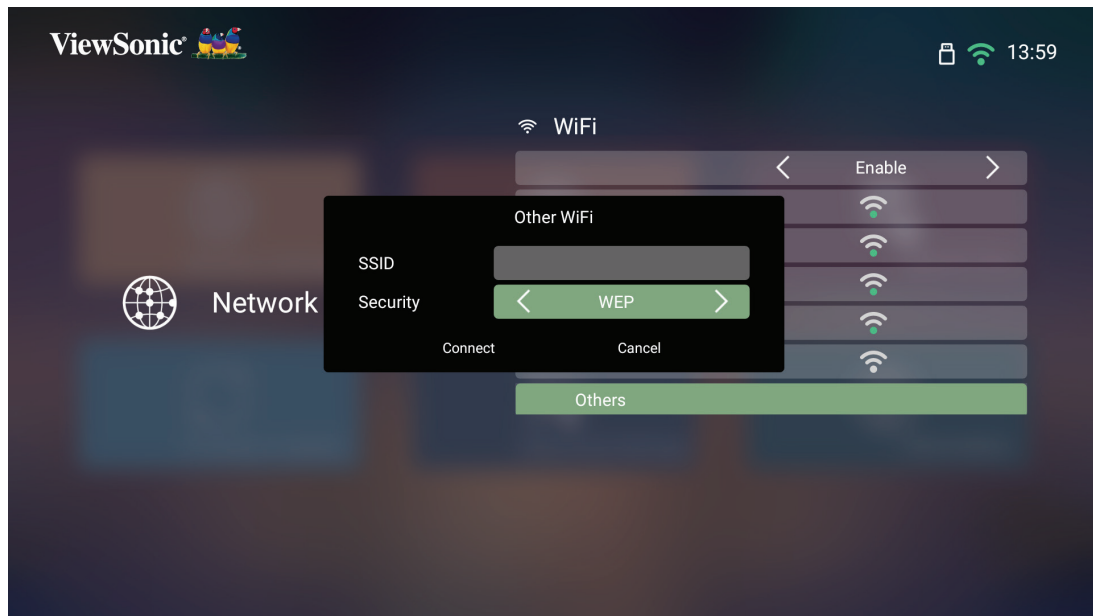 ViewSonic®
13:59
WiFi
Enable
Other WiFi
SSID
Network
Security
WEP
Connect
Cancel
Others